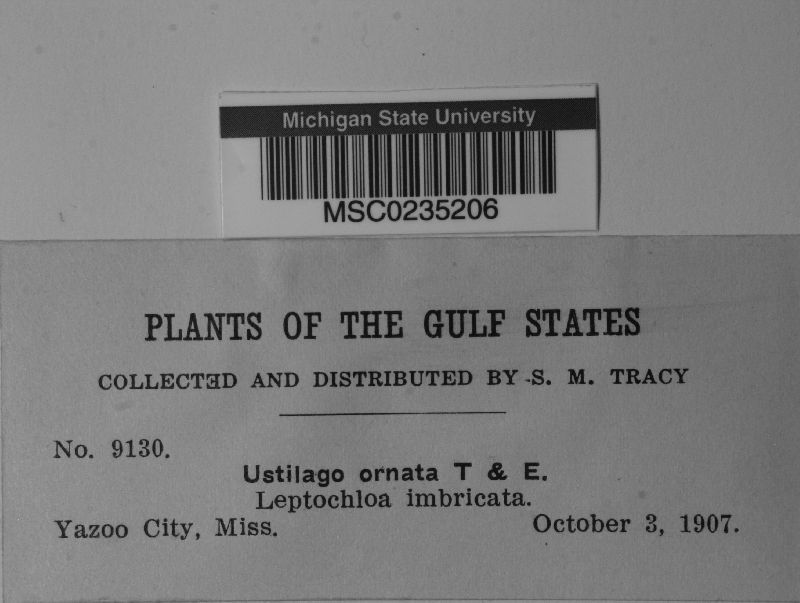 Michigan State University
MSC0235206
PLANTS OF THE GULF STATES
COLLECTƎD AND DISTRIBUTED BY S. M. TRACY
No. 9130.
Ustilago ornata T & E.
Leptochloa imbricata.
Yazoo City, Miss. October 3, 1907.